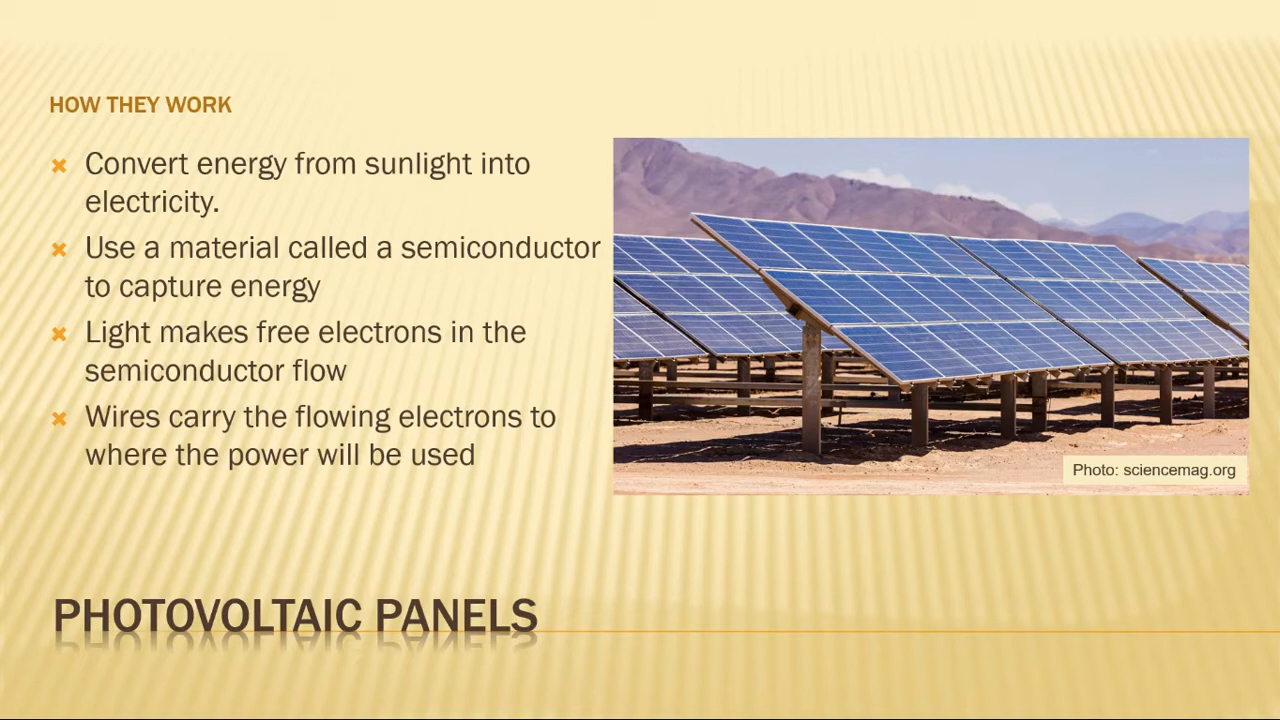 HOW THEY WORK
Convert energy from sunlight into
electricity.
Use a material called a semiconductor
to capture energy
Light makes free electrons in the
semiconductor flow
Wires carry the flowing electrons to
where the power will be used
Photo: sciencemag.org
PHOTOVOLTAIC PANELS